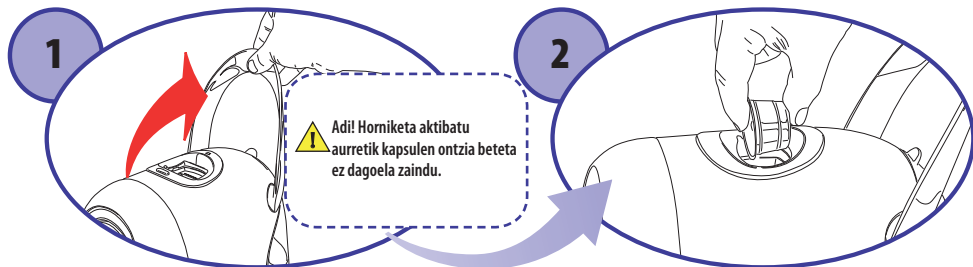 1
Adi! Horniketa aktibatu
aurretik kapsulen ontzia beteta
ez dagoela zaindu.
2